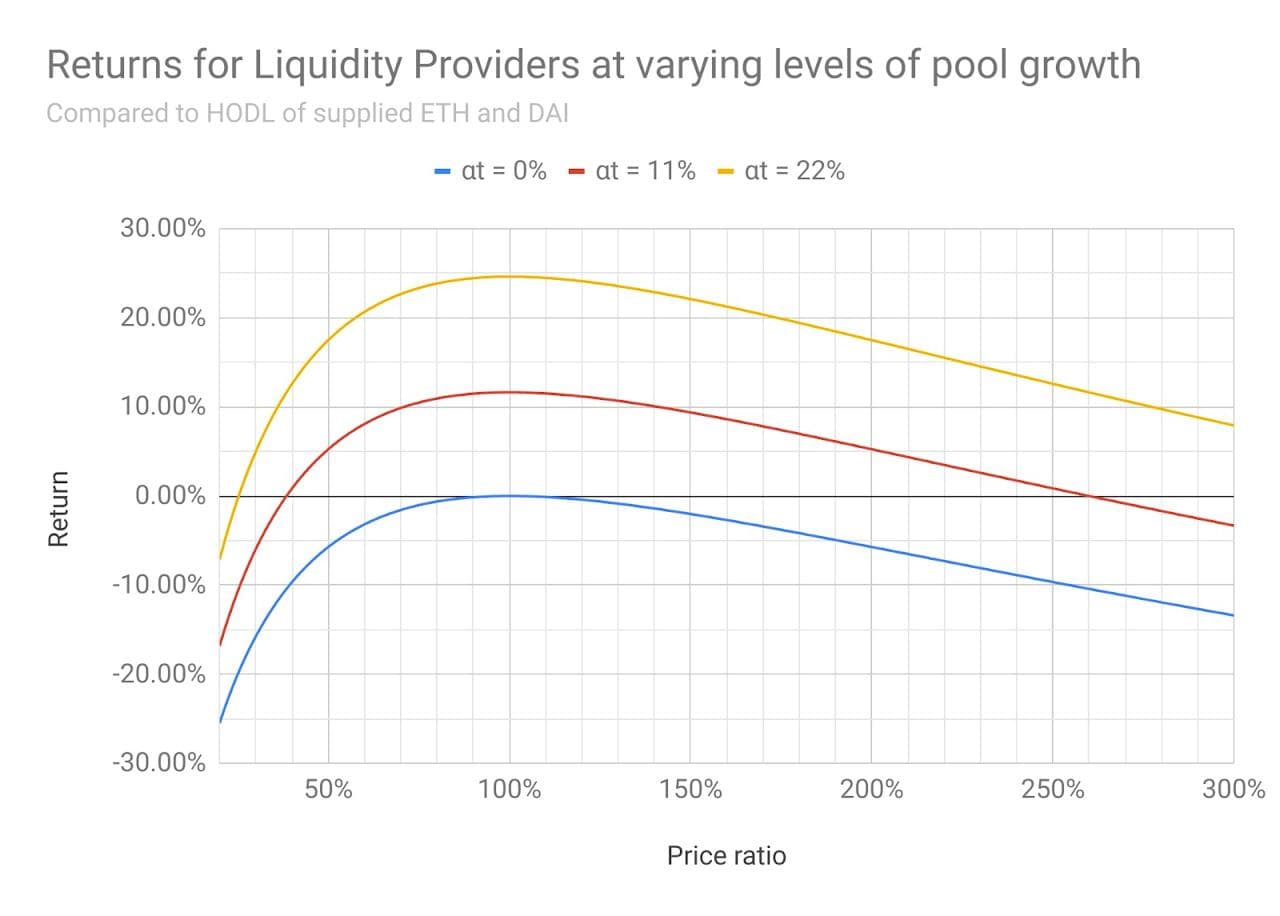 Returns for Liquidity Providers at varying levels of pool growth
Compared to HODL of supplied ETH and DAI
αt = 0% αt = 11% αt = 22%
30.00%
20.00%
10.00%
0.00%
-10.00%
-20.00%
-30.00%
Return
50% 100% 150% 200% 250% 300%
Price ratio